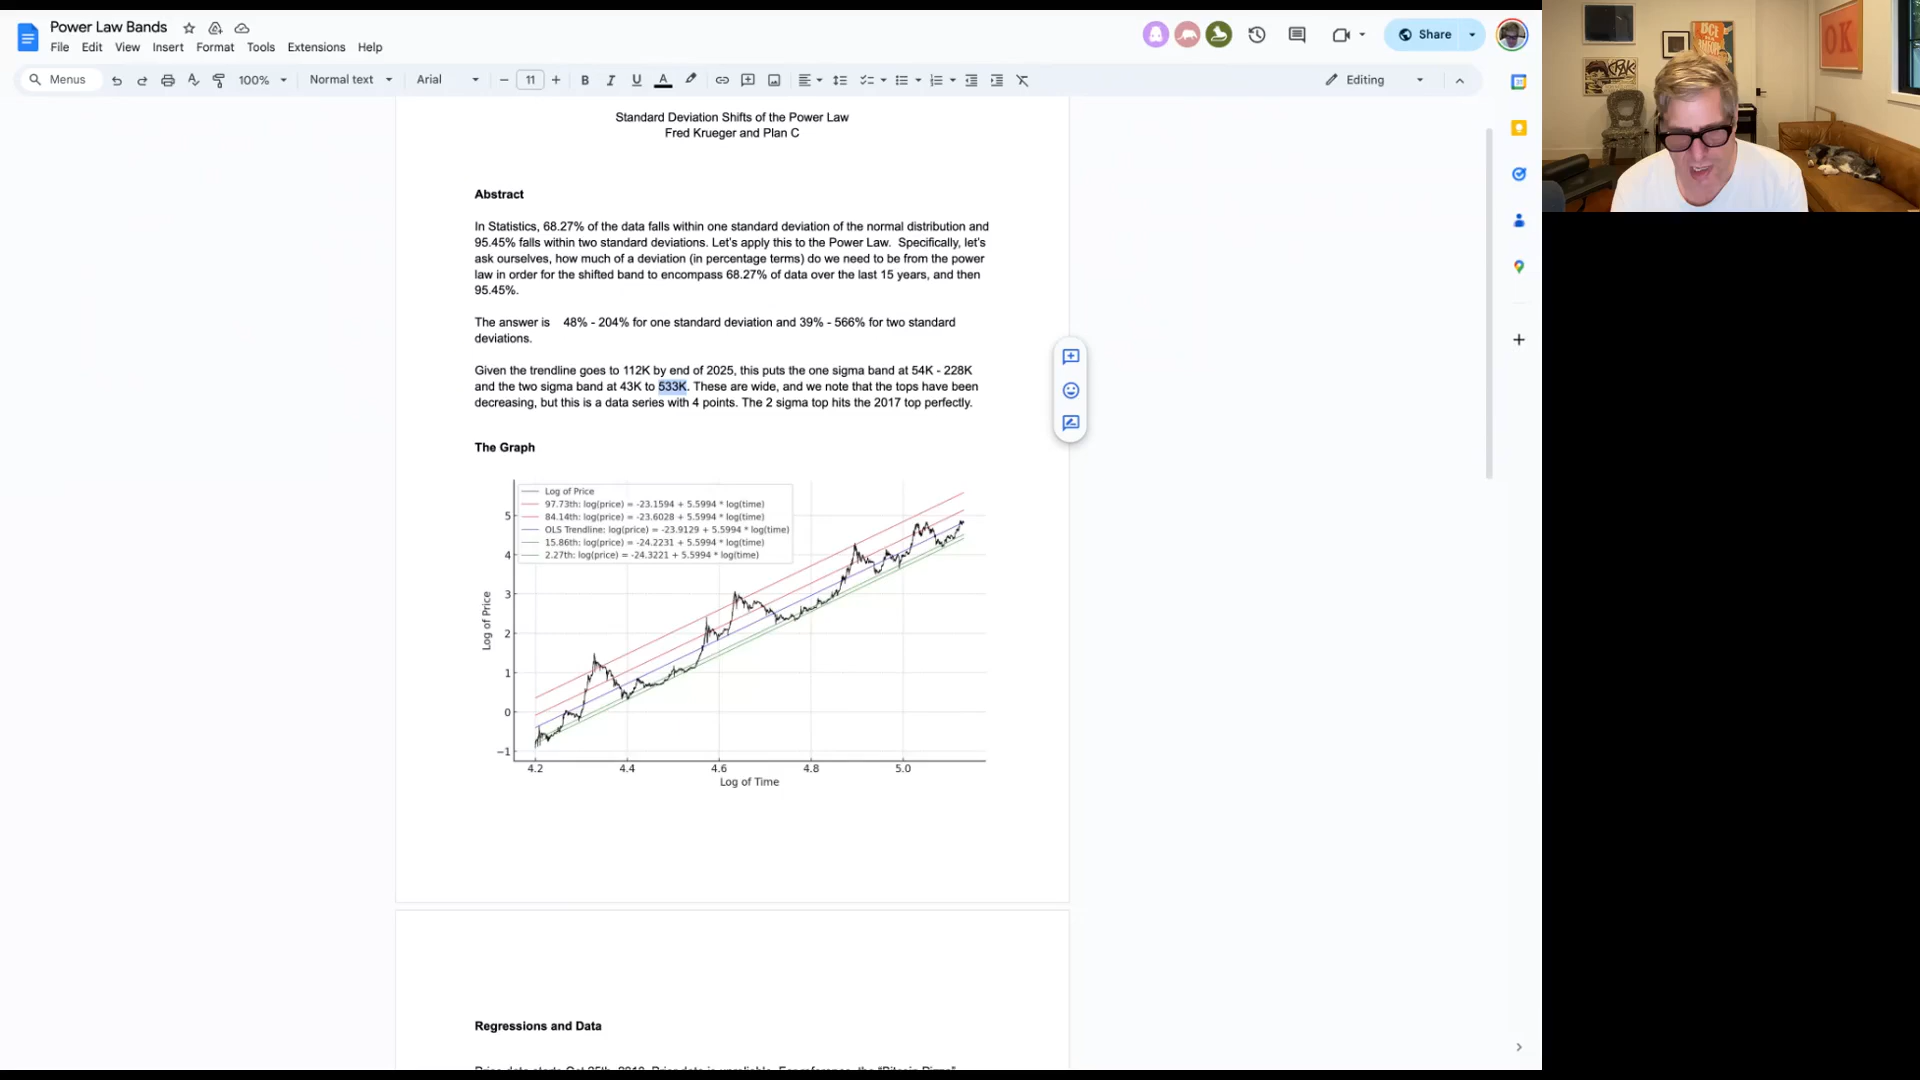 Power Law Bands
File Edit View Insert Format Tools Extensions Help
Share
Menus 100% Normal text Arial 11 B I U A Editing
Standard Deviation Shifts of the Power Law
Fred Krueger and Plan C
Abstract
In Statistics, 68.27% of the data falls within one standard deviation of the normal distribution and
95.45% falls within two standard deviations. Let's apply this to the Power Law. Specifically, let's
ask ourselves, how much of a deviation (in percentage terms) do we need to be from the power
law in order for the shifted band to encompass 68.27% of data over the last 15 years, and then
95.45%.
The answer is 48% - 204% for one standard deviation and 39% - 566% for two standard
deviations.
Given the trendline goes to 112K by end of 2025, this puts the one sigma band at 54K - 228K
and the two sigma band at 43K to 533K. These are wide, and we note that the tops have been
decreasing, but this is a data series with 4 points. The 2 sigma top hits the 2017 top perfectly.
The Graph
Log of Price
97.73th: log(price) = -23.1594 + 5.5994 * log(time)
84.14th: log(price) = -23.6028 + 5.5994 * log(time)
OLS Trendline: log(price) = -23.9129 + 5.5994 * log(time)
15.86th: log(price) = -24.2231 + 5.5994 * log(time)
2.27th: log(price) = -24.3221 + 5.5994 * log(time)
5
4
3
2
1
0
−1
Log of Price
4.2 4.4 4.6 4.8 5.0
Log of Time
Regressions and Data
OK